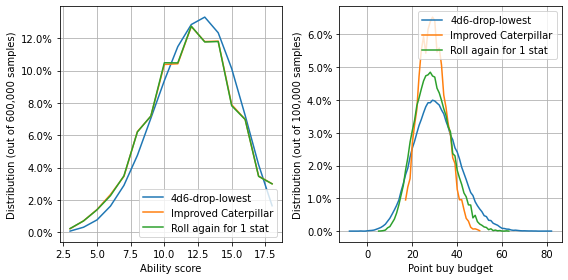 Distribution (out of 600,000 samples)
12.0%
10.0%
8.0%
6.0%
4.0%
2.0%
0.0%
4d6-drop-lowest
Improved Caterpillar
Roll again for 1 stat
2.5 5.0 7.5 10.0 12.5 15.0 17.5
Ability score
Distribution (out of 100,000 samples)
6.0%
5.0%
4.0%
3.0%
2.0%
1.0%
0.0%
4d6-drop-lowest
Improved Caterpillar
Roll again for 1 stat
0 20 40 60 80
Point buy budget